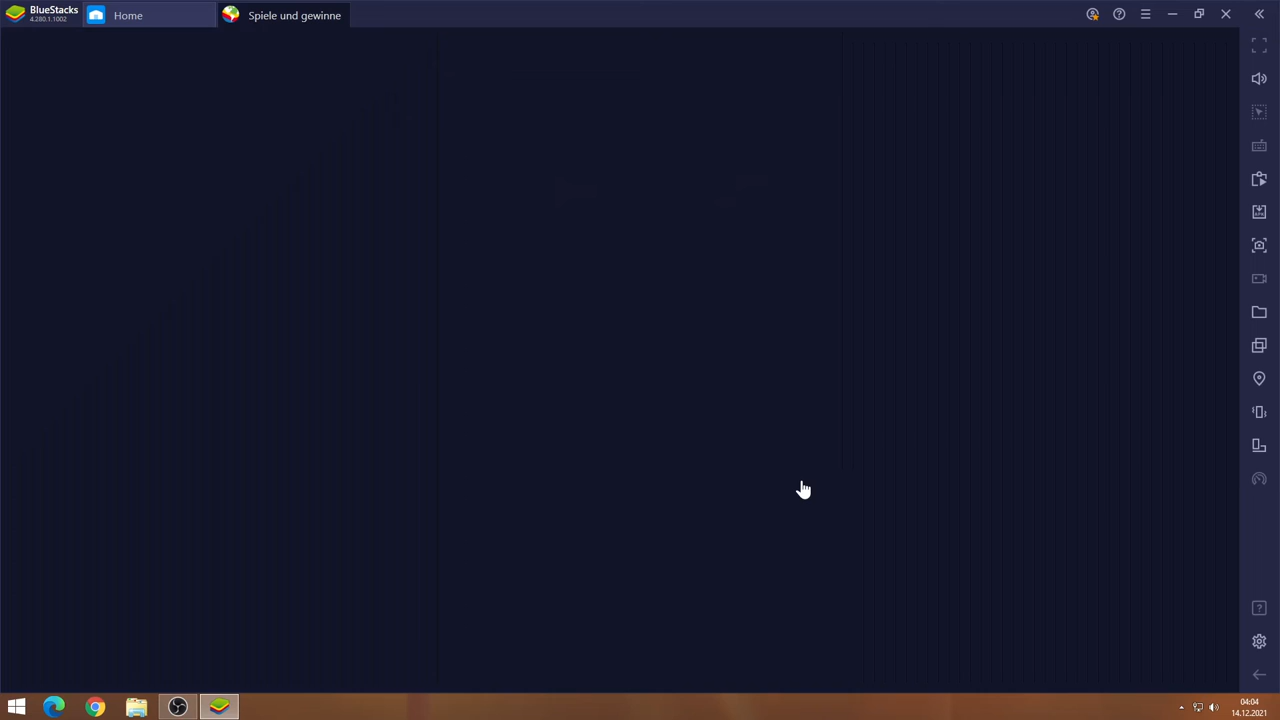 BlueStacks
4.280.1.1002
Home
Spiele und gewinne
04:04
14.12.2021